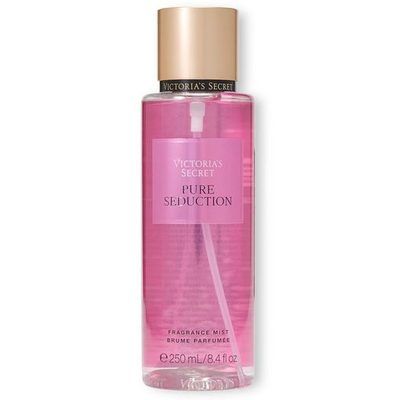 VICTORIA'S SECRET
VICTORIA'S
SECRET
PURE
SEDUCTION
FRAGRANCE MIST
BRUME PARFUMÉE
℮ 250 mL/8.4 fl oz